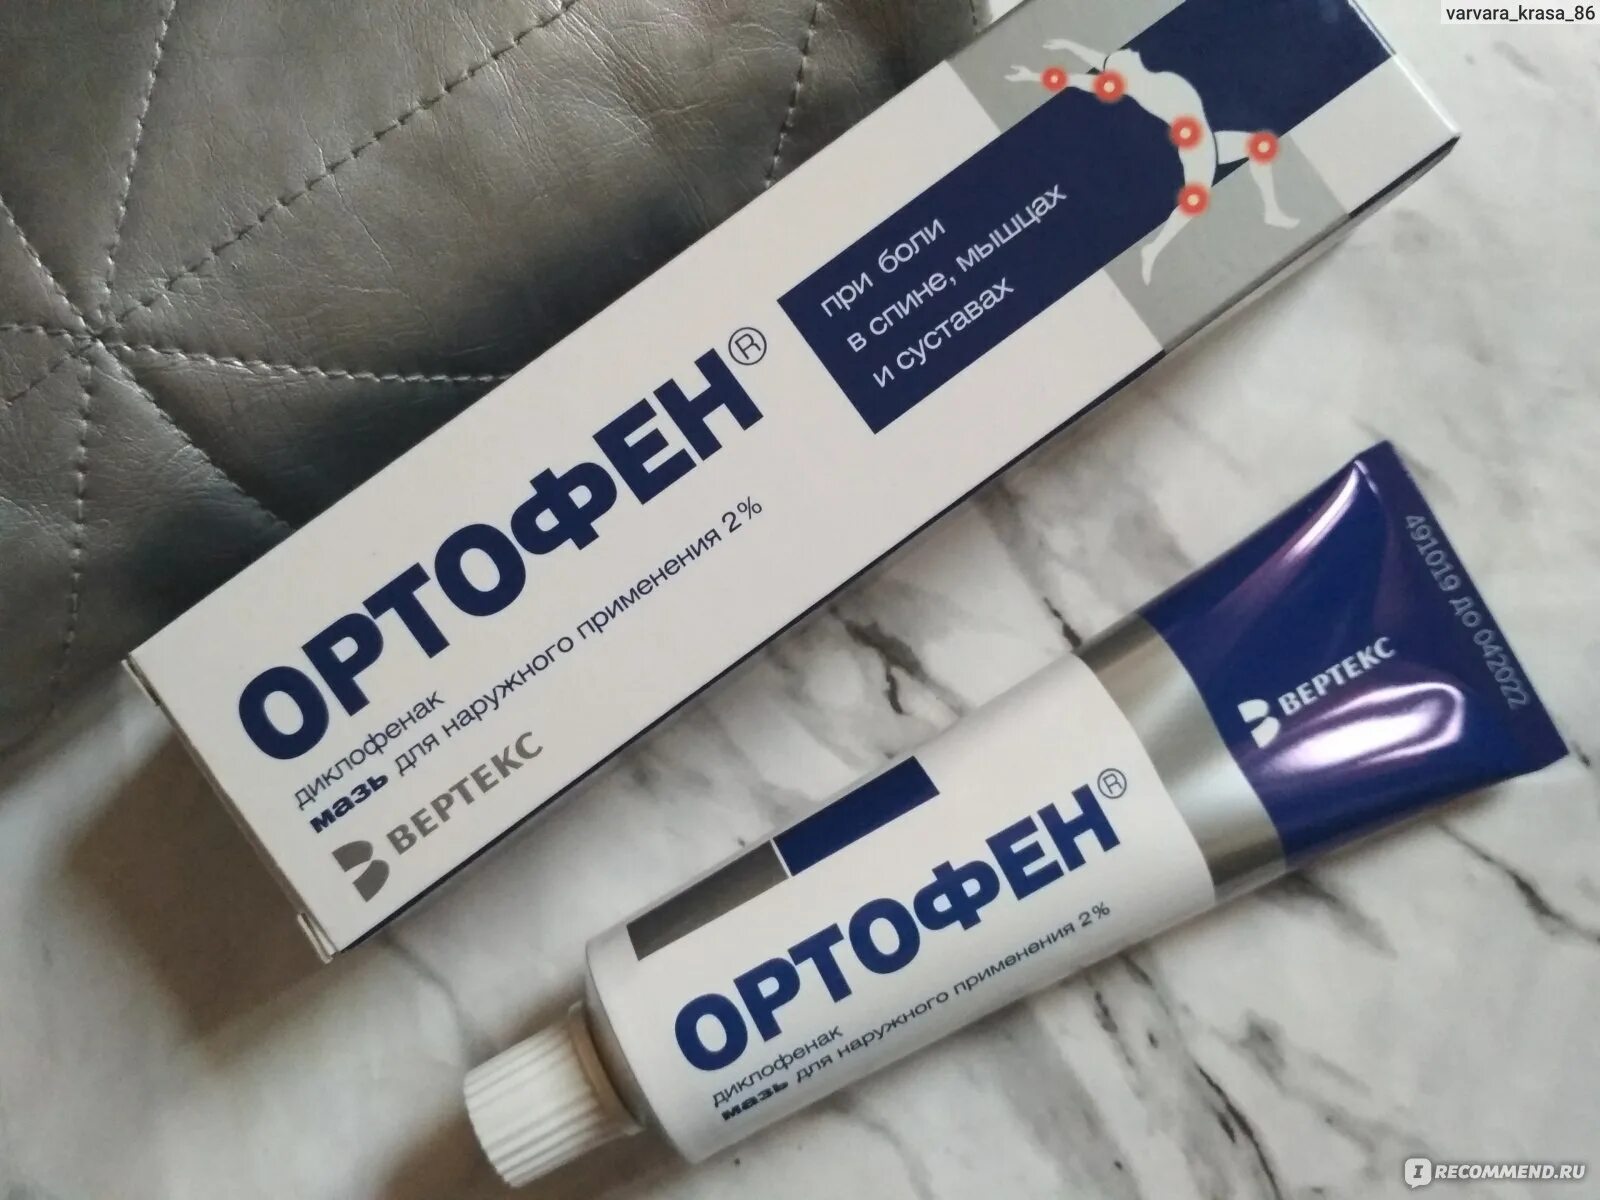 varvara_krasa_86
при боли
в спине, мышцах
и суставах
ОРТОФЕН®
диклофенак
мазь для наружного применения 2%
ВЕРТЕКС
491019 ДО 042022
ВЕРТЕКС
ОРТОФЕН®
диклофенак
мазь для наружного применения 2%
IRECOMMEND.RU